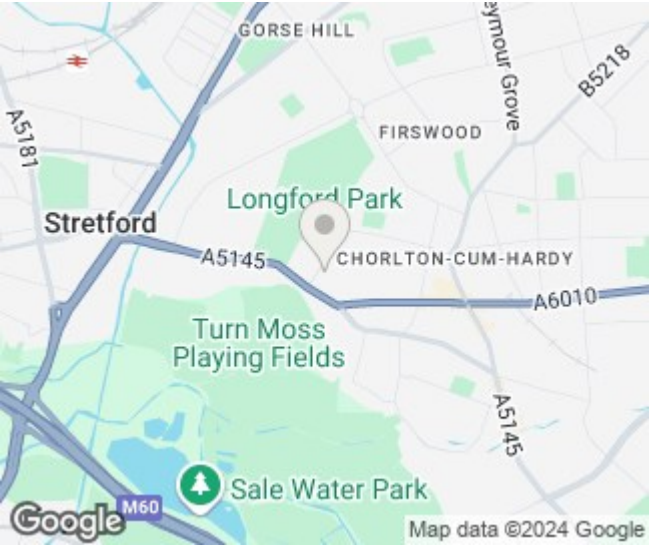 GORSE HILL
eymour Grove
B5218
A5181
FIRSWOOD
Longford Park
Stretford
A5145
CHORLTON-CUM-HARDY
A6010
Turn Moss
Playing Fields
A5145
Sale Water Park
M60
Google
Map data ©2024 Google